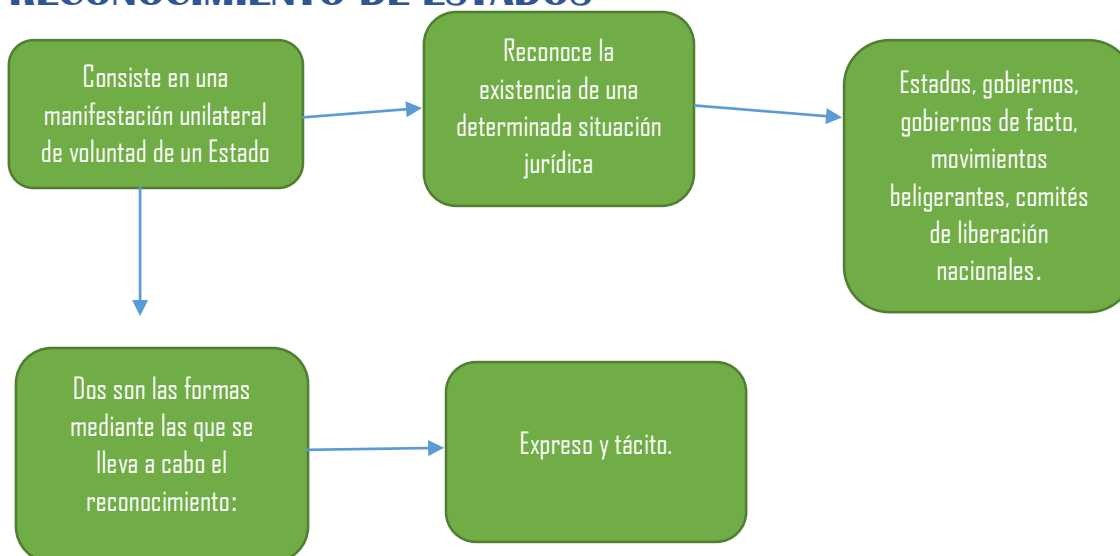 RECONOCIMIENTO DE ESTADOS
Consiste en una
manifestación unilateral
de voluntad de un Estado
Reconoce la
existencia de una
determinada situación
jurídica
Estados, gobiernos,
gobiernos de facto,
movimientos
beligerantes, comités
de liberación
nacionales.
Dos son las formas
mediante las que se
lleva a cabo el
reconocimiento:
Expreso y tácito.